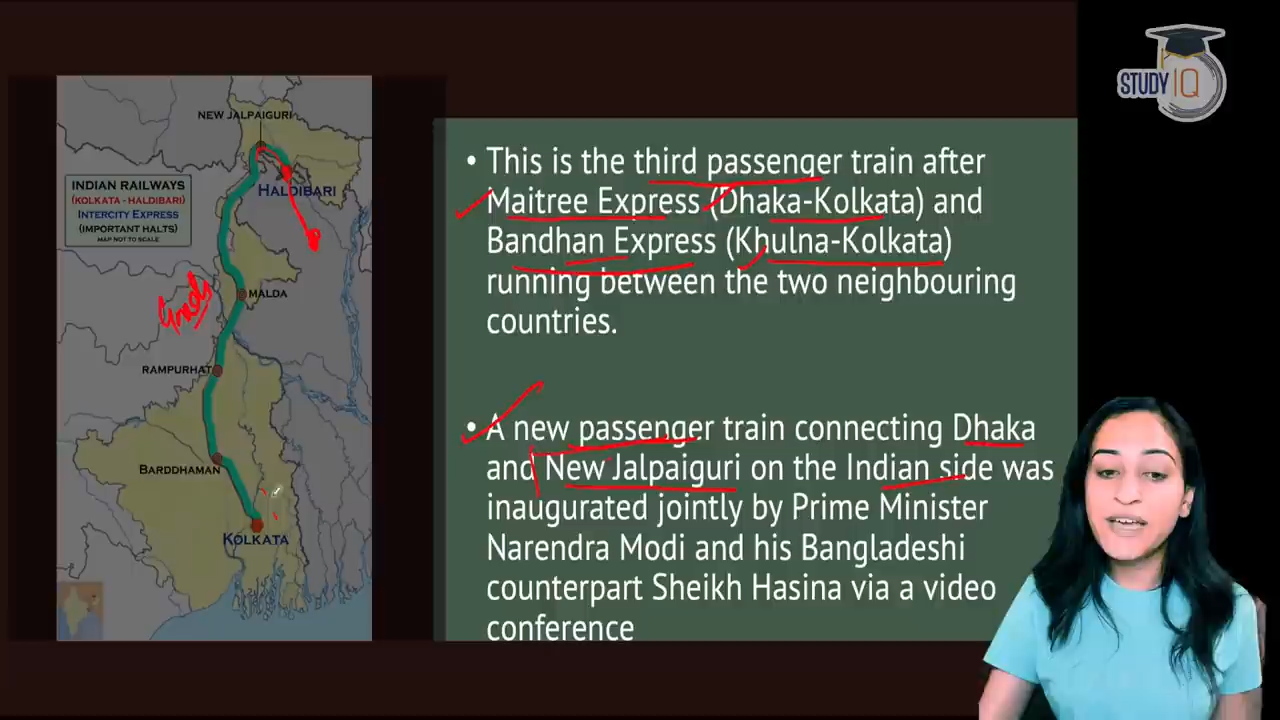 STUDY IQ
NEW JALPAIGURI
INDIAN RAILWAYS
(KOLKATA - HALDIBARI)
INTERCITY EXPRESS
(IMPORTANT HALTS)
MAP NOT TO SCALE
HALDIBARI
MALDA
RAMPURHAT
BARDDHAMAN
KOLKATA
• This is the third passenger train after
Maitree Express (Dhaka-Kolkata) and
Bandhan Express (Khulna-Kolkata)
running between the two neighbouring
countries.
• A new passenger train connecting Dhaka
and New Jalpaiguri on the Indian side was
inaugurated jointly by Prime Minister
Narendra Modi and his Bangladeshi
counterpart Sheikh Hasina via a video
conference